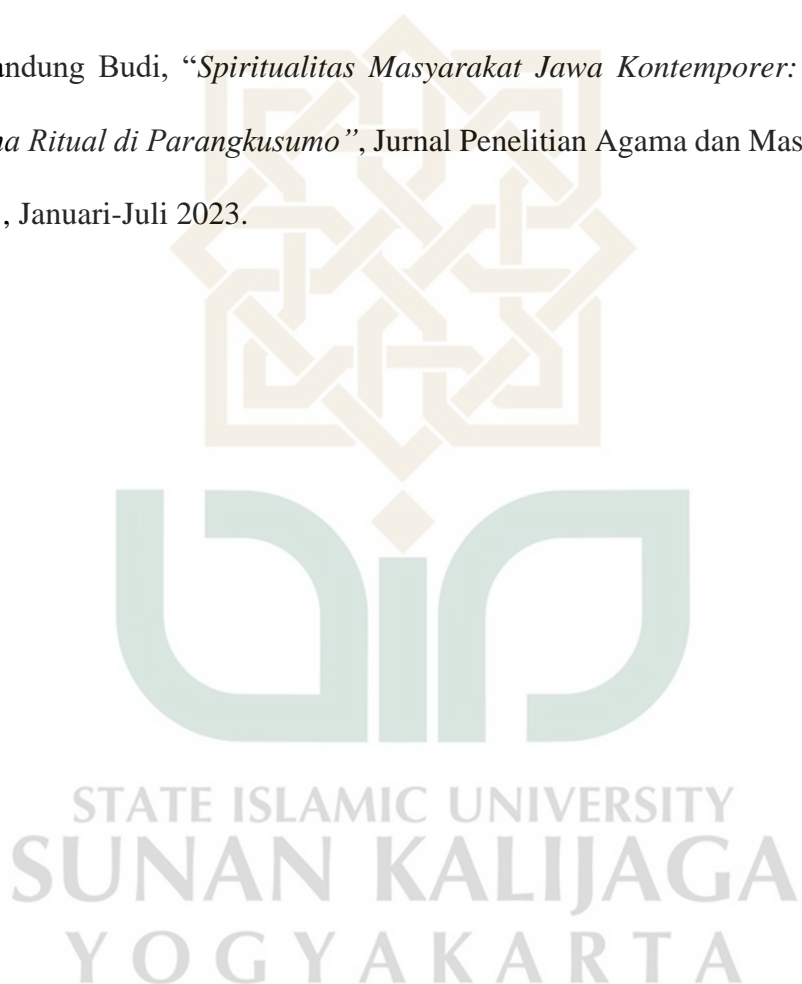 andung Budi, “Spiritualitas Masyarakat Jawa Kontemporer:
na Ritual di Parangkusumo”, Jurnal Penelitian Agama dan Mas
, Januari-Juli 2023.
STATE ISLAMIC UNIVERSITY
SUNAN KALIJAGA
YOGYAKARTA